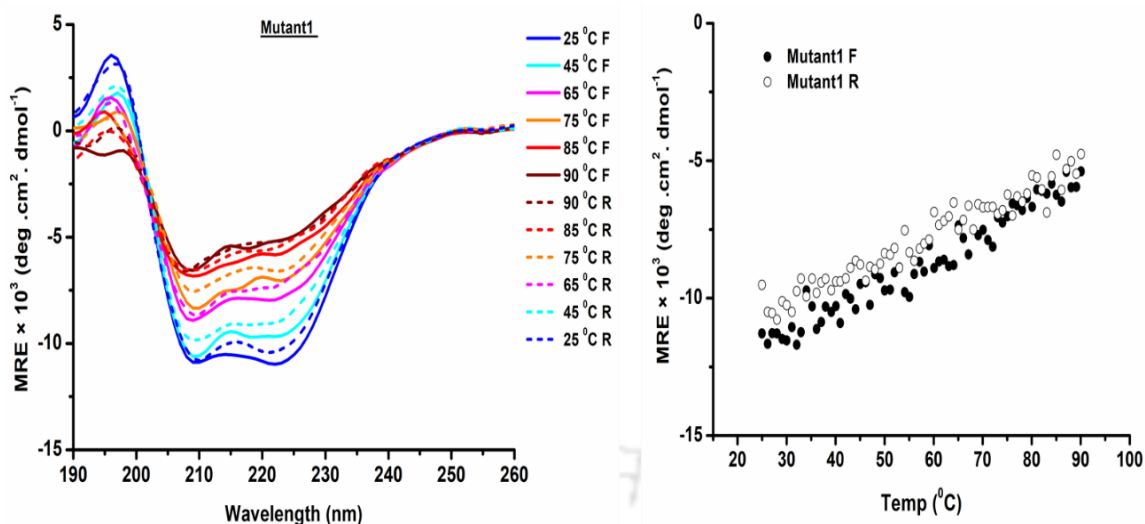 Mutant1
5
0
-5
-10
-15
190 200 210 220 230 240 250 260
MRE × 10³ (deg .cm². dmol⁻¹)
Wavelength (nm)
25 ⁰C F
45 ⁰C F
65 ⁰C F
75 ⁰C F
85 ⁰C F
90 ⁰C F
90 ⁰C R
85 ⁰C R
75 ⁰C R
65 ⁰C R
45 ⁰C R
25 ⁰C R
0
-5
-10
-15
20 30 40 50 60 70 80 90 100
MRE × 10³ (deg .cm². dmol⁻¹)
Temp (⁰C)
Mutant1 F
Mutant1 R